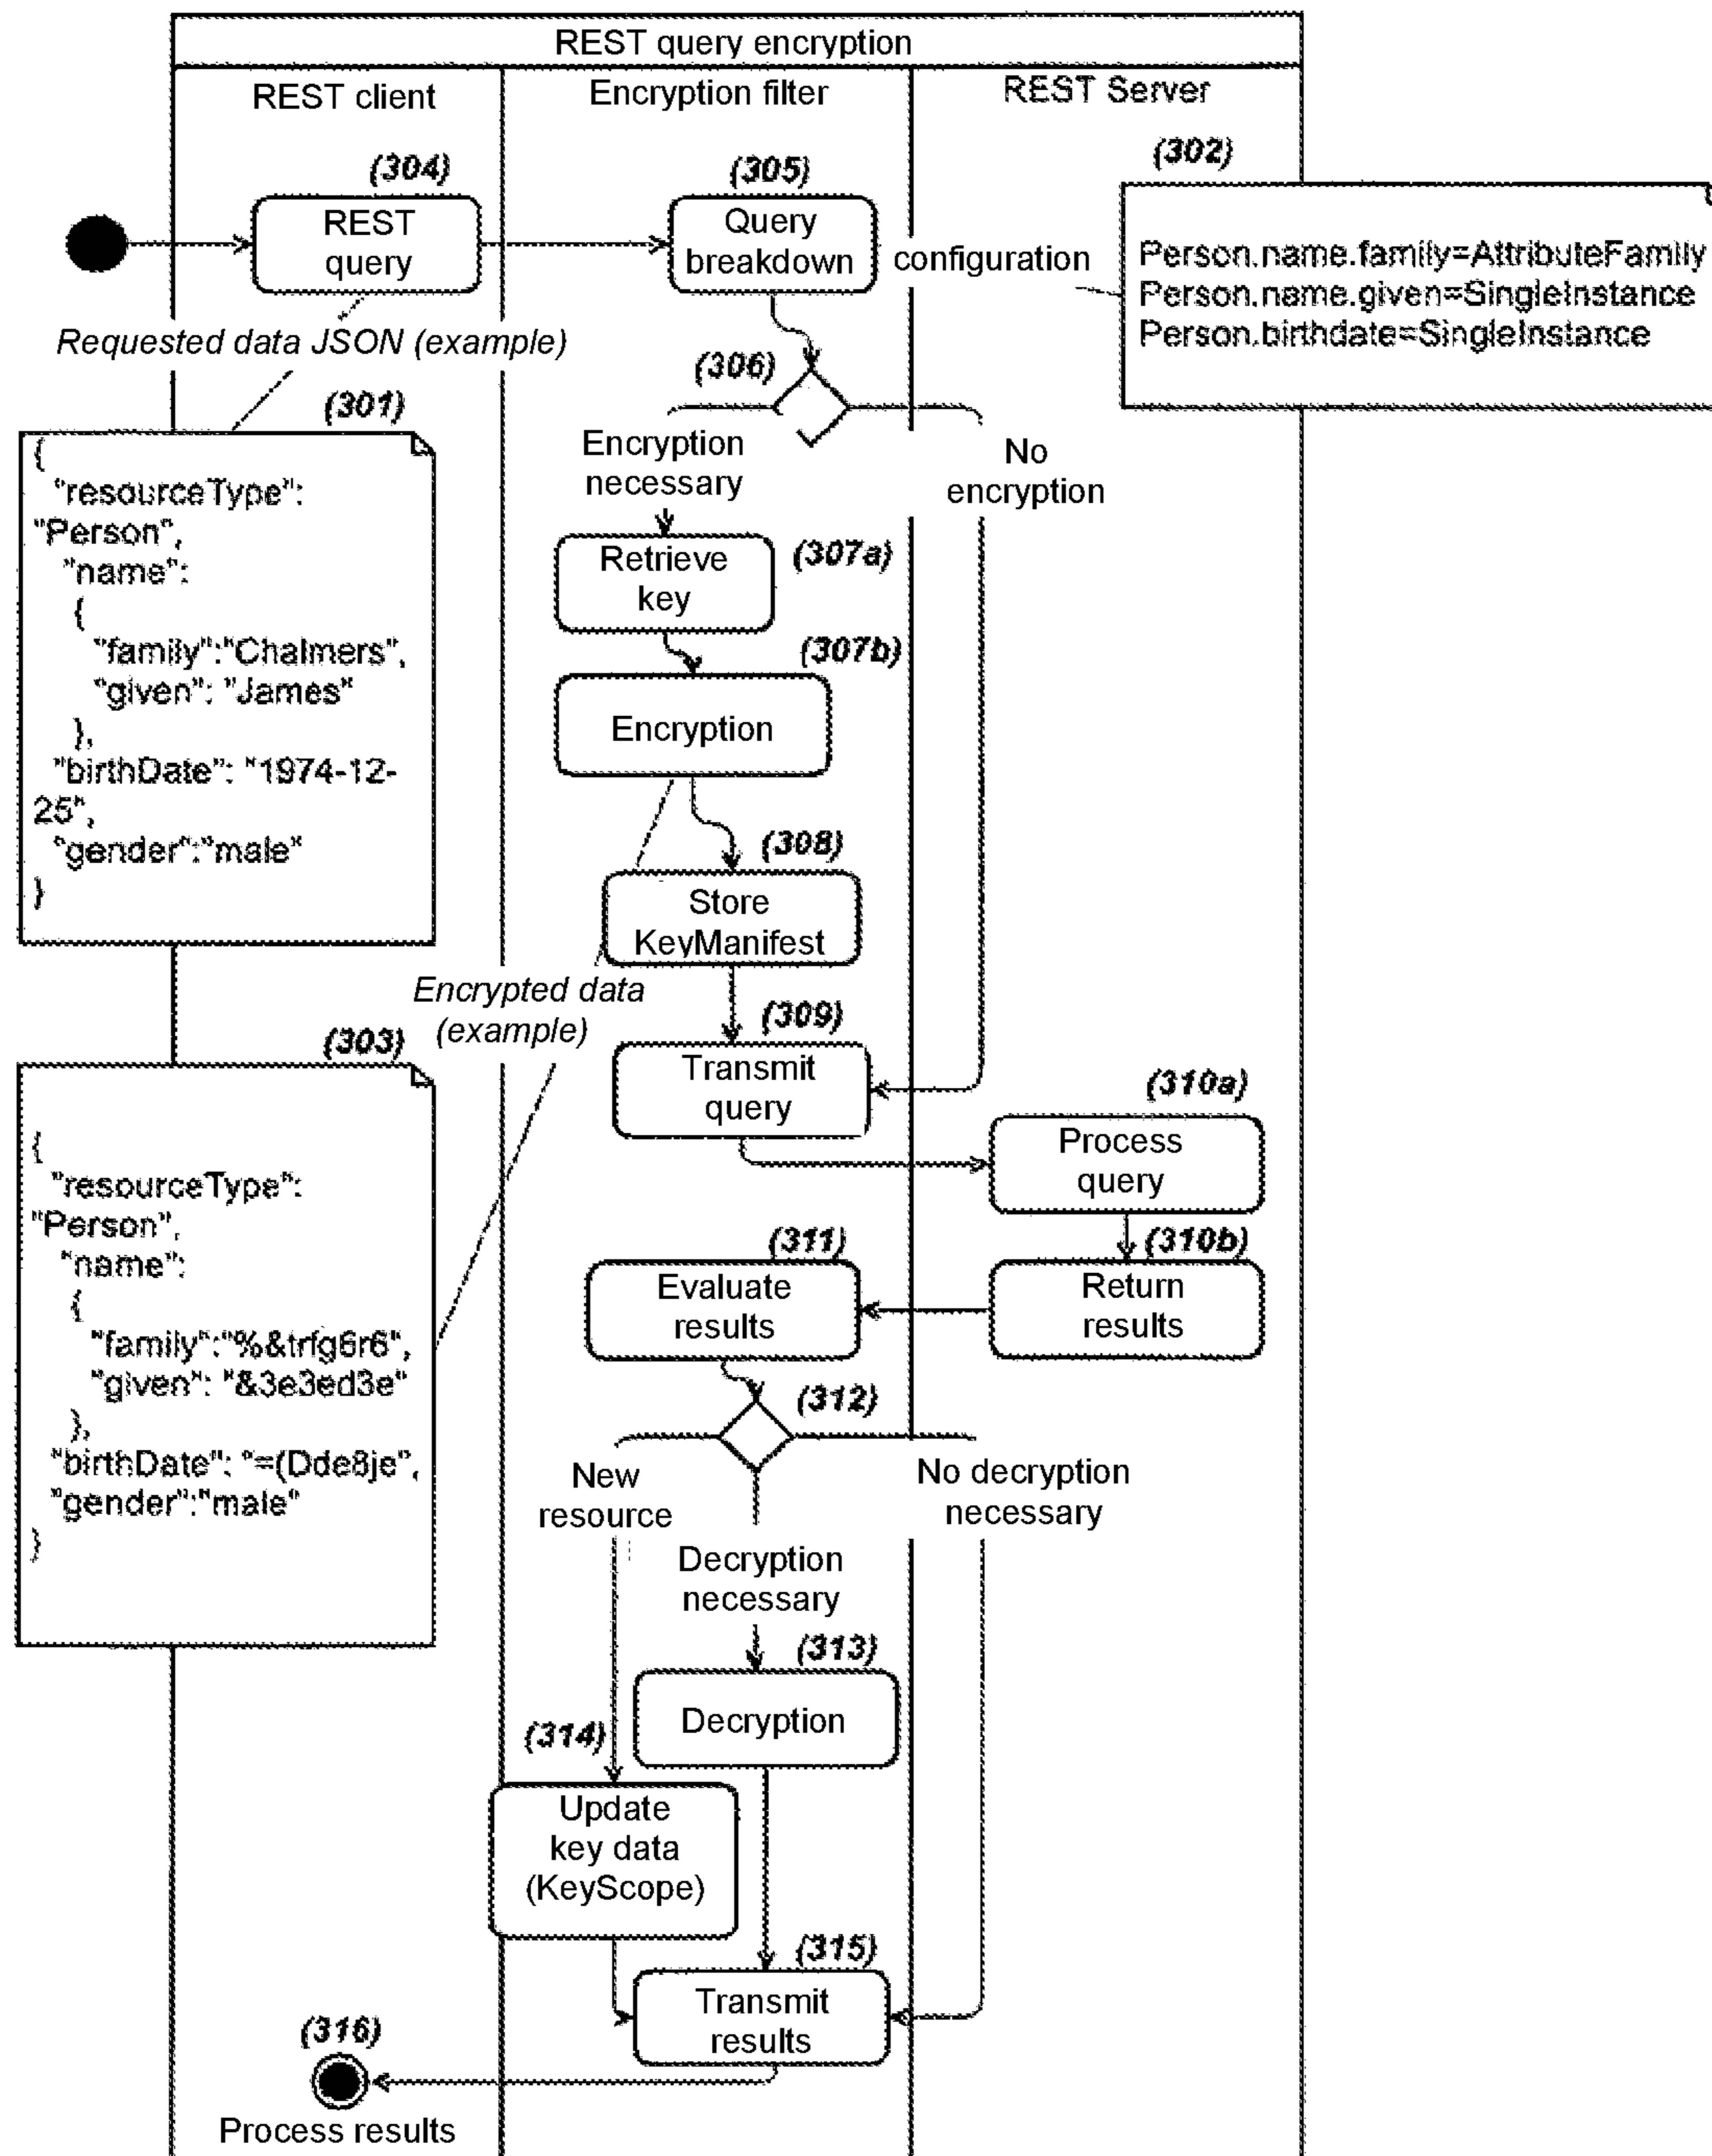 REST query encryption
REST client
Encryption filter
REST Server
(304)
(305)
(302)
REST
query
Query
breakdown
configuration
Person.name.family=AttributeFamily
Person.name.given=SingleInstance
Person.birthdate=SingleInstance
Requested data JSON (example)
(306)
(301)
Encryption
necessary
No
encryption
{
"resourceType":
"Person",
"name":
{
"family":"Chalmers",
"given": "James"
},
"birthDate": "1974-12-
25",
"gender":"male"
}
Retrieve
key
(307a)
(307b)
Encryption
(308)
Store
KeyManifest
Encrypted data
(example)
(309)
(303)
Transmit
query
(310a)
Process
query
{
"resourceType":
"Person",
"name":
{
"family":"%&trfg6r6",
"given": "&3e3ed3e"
},
"birthDate": "=(Dde8je",
"gender":"male"
}
(311)
(310b)
Evaluate
results
Return
results
(312)
New
resource
No decryption
necessary
Decryption
necessary
(313)
Decryption
(314)
Update
key data
(KeyScope)
(315)
Transmit
results
(316)
Process results